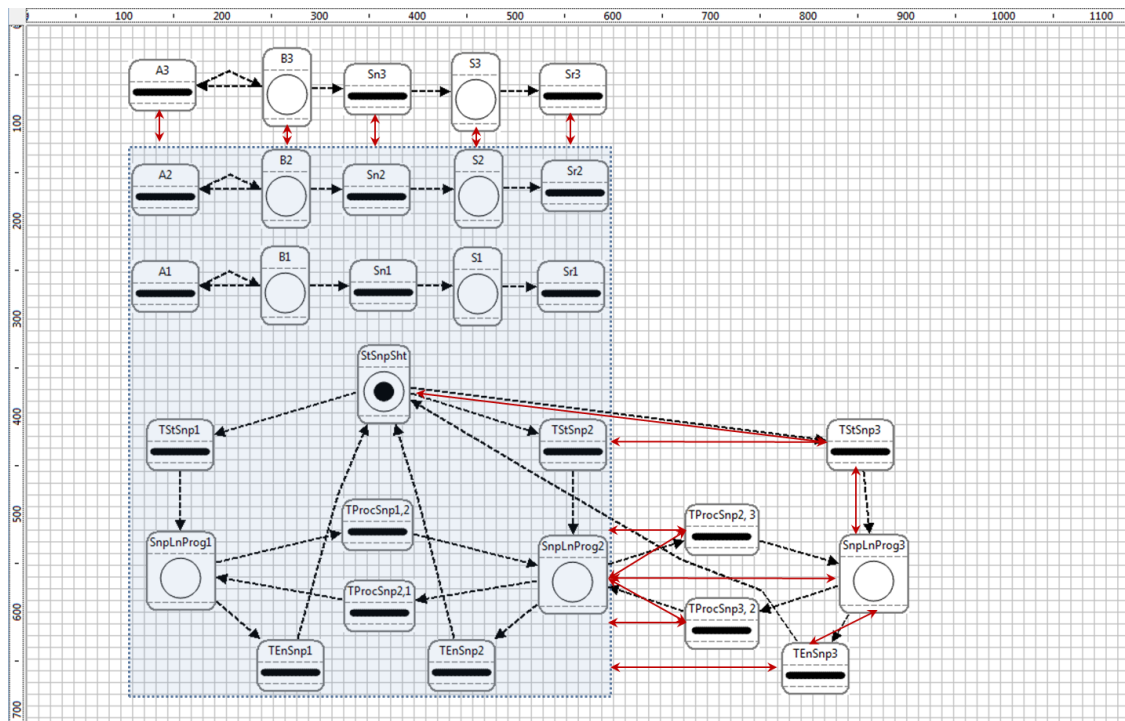 0 100 200 300 400 500 600 700 800 900 1000 1100
A3 B3 Sn3 S3 Sr3
100
A2 B2 Sn2 S2 Sr2
200
A1 B1 Sn1 S1 Sr1
300
StSnpSht
400
TStSnp1 TStSnp2 TStSnp3
500
TProcSnp1,2 TProcSnp2, 3
SnpLnProg1 SnpLnProg2 SnpLnProg3
TProcSnp2,1 TProcSnp3, 2
600
TEnSnp1 TEnSnp2 TEnSnp3
700